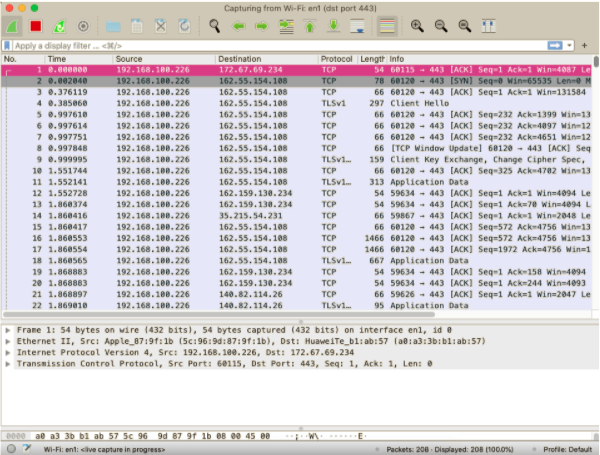 Capturing from Wi-Fi: en1 (dst port 443)
Apply a display filter ... <⌘/>
No. Time Source Destination Protocol Length Info
1 0.000000 192.168.100.226 172.67.69.234 TCP 54 60115 → 443 [ACK] Seq=1 Ack=1 Win=4087 Le
2 0.002040 192.168.100.226 162.55.154.108 TCP 78 60120 → 443 [SYN] Seq=0 Win=65535 Len=0 M
3 0.376119 192.168.100.226 162.55.154.108 TCP 66 60120 → 443 [ACK] Seq=1 Ack=1 Win=131584
4 0.385060 192.168.100.226 162.55.154.108 TLSv1 297 Client Hello
5 0.997610 192.168.100.226 162.55.154.108 TCP 66 60120 → 443 [ACK] Seq=232 Ack=1399 Win=13
6 0.997614 192.168.100.226 162.55.154.108 TCP 66 60120 → 443 [ACK] Seq=232 Ack=4097 Win=12
7 0.997751 192.168.100.226 162.55.154.108 TCP 66 60120 → 443 [ACK] Seq=232 Ack=4651 Win=13
8 0.997848 192.168.100.226 162.55.154.108 TCP 66 [TCP Window Update] 60120 → 443 [ACK] Seq
9 0.999995 192.168.100.226 162.55.154.108 TLSv1… 159 Client Key Exchange, Change Cipher Spec,
10 1.551744 192.168.100.226 162.55.154.108 TCP 66 60120 → 443 [ACK] Seq=325 Ack=4702 Win=13
11 1.552141 192.168.100.226 162.55.154.108 TLSv1… 313 Application Data
12 1.552728 192.168.100.226 162.159.130.234 TCP 54 59634 → 443 [ACK] Seq=1 Ack=1 Win=4094 Le
13 1.860374 192.168.100.226 162.159.130.234 TCP 54 59634 → 443 [ACK] Seq=1 Ack=70 Win=4094 L
14 1.860416 192.168.100.226 35.215.54.231 TCP 66 59867 → 443 [ACK] Seq=1 Ack=1 Win=2048 Le
15 1.860417 192.168.100.226 162.55.154.108 TCP 66 60120 → 443 [ACK] Seq=572 Ack=4756 Win=13
16 1.860553 192.168.100.226 162.55.154.108 TCP 1466 60120 → 443 [ACK] Seq=572 Ack=4756 Win=13
17 1.860554 192.168.100.226 162.55.154.108 TCP 1466 60120 → 443 [ACK] Seq=1972 Ack=4756 Win=1
18 1.860565 192.168.100.226 162.55.154.108 TLSv1… 667 Application Data
19 1.868883 192.168.100.226 162.159.130.234 TCP 54 59634 → 443 [ACK] Seq=1 Ack=158 Win=4094
20 1.868883 192.168.100.226 162.159.130.234 TCP 54 59634 → 443 [ACK] Seq=1 Ack=244 Win=4093
21 1.868897 192.168.100.226 140.82.114.26 TCP 66 59626 → 443 [ACK] Seq=1 Ack=1 Win=2047 Le
22 1.869010 192.168.100.226 140.82.114.26 TLSv1… 95 Application Data
Frame 1: 54 bytes on wire (432 bits), 54 bytes captured (432 bits) on interface en1, id 0
Ethernet II, Src: Apple_87:9f:1b (5c:96:9d:87:9f:1b), Dst: HuaweiTe_b1:ab:57 (a0:a3:3b:b1:ab:57)
Internet Protocol Version 4, Src: 192.168.100.226, Dst: 172.67.69.234
Transmission Control Protocol, Src Port: 60115, Dst Port: 443, Seq: 1, Ack: 1, Len: 0
0000 a0 a3 3b b1 ab 57 5c 96 9d 87 9f 1b 08 00 45 00 ··;··W\· ······E·
Wi-Fi: en1: <live capture in progress> Packets: 208 · Displayed: 208 (100.0%) Profile: Default